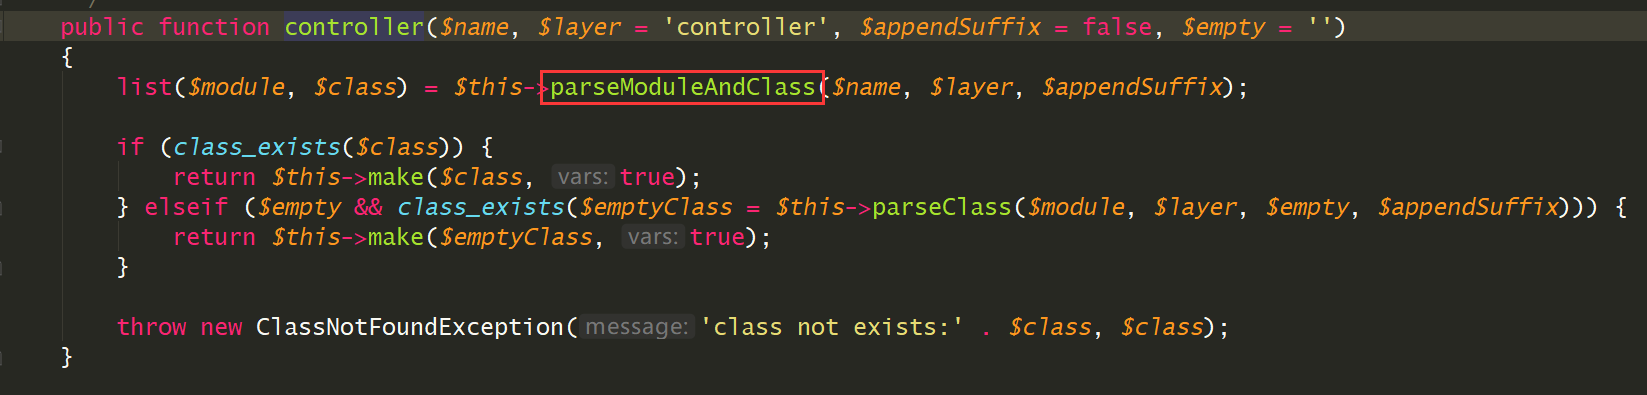 public function controller($name, $layer = 'controller', $appendSuffix = false, $empty = '')
{
list($module, $class) = $this->parseModuleAndClass($name, $layer, $appendSuffix);
if (class_exists($class)) {
return $this->make($class, vars: true);
} elseif ($empty && class_exists($emptyClass = $this->parseClass($module, $layer, $empty, $appendSuffix))) {
return $this->make($emptyClass, vars: true);
}
throw new ClassNotFoundException( message: 'class not exists:' . $class, $class);
}